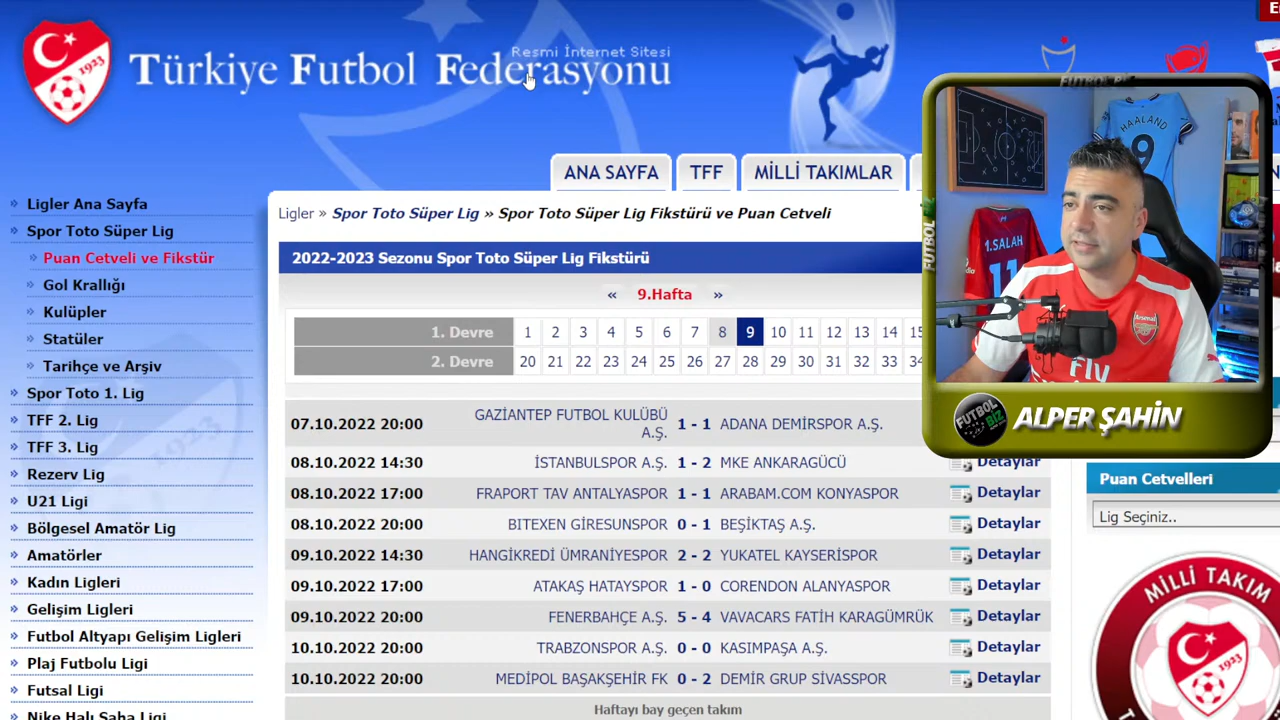 1923
Türkiye Futbol Federasyonu
Resmi İnternet Sitesi
ANA SAYFA
TFF
MİLLİ TAKIMLAR
Ligler Ana Sayfa
Spor Toto Süper Lig
Puan Cetveli ve Fikstür
Gol Krallığı
Kulüpler
Statüler
Tarihçe ve Arşiv
Spor Toto 1. Lig
TFF 2. Lig
TFF 3. Lig
Rezerv Lig
U21 Ligi
Bölgesel Amatör Lig
Amatörler
Kadın Ligleri
Gelişim Ligleri
Futbol Altyapı Gelişim Ligleri
Plaj Futbolu Ligi
Futsal Ligi
Nike Halı Saha Ligi
Ligler » Spor Toto Süper Lig » Spor Toto Süper Lig Fikstürü ve Puan Cetveli
2022-2023 Sezonu Spor Toto Süper Lig Fikstürü
« 9.Hafta »
1. Devre 1 2 3 4 5 6 7 8 9 10 11 12 13 14 15
2. Devre 20 21 22 23 24 25 26 27 28 29 30 31 32 33 34
07.10.2022 20:00 GAZİANTEP FUTBOL KULÜBÜ A.Ş. 1 - 1 ADANA DEMİRSPOR A.Ş.
08.10.2022 14:30 İSTANBULSPOR A.Ş. 1 - 2 MKE ANKARAGÜCÜ Detaylar
08.10.2022 17:00 FRAPORT TAV ANTALYASPOR 1 - 1 ARABAM.COM KONYASPOR Detaylar
08.10.2022 20:00 BITEXEN GİRESUNSPOR 0 - 1 BEŞİKTAŞ A.Ş. Detaylar
09.10.2022 14:30 HANGİKREDİ ÜMRANİYESPOR 2 - 2 YUKATEL KAYSERİSPOR Detaylar
09.10.2022 17:00 ATAKAŞ HATAYSPOR 1 - 0 CORENDON ALANYASPOR Detaylar
09.10.2022 20:00 FENERBAHÇE A.Ş. 5 - 4 VAVACARS FATİH KARAGÜMRÜK Detaylar
10.10.2022 20:00 TRABZONSPOR A.Ş. 0 - 0 KASIMPAŞA A.Ş. Detaylar
10.10.2022 20:00 MEDİPOL BAŞAKŞEHİR FK 0 - 2 DEMİR GRUP SİVASSPOR Detaylar
Haftayı bay geçen takım
FUTBOL BIZ
FUTBOL
HAALAND
9
1.SALAH
11
Arsenal
Fly
FUTBOL BIZ
ALPER ŞAHİN
Puan Cetvelleri
Lig Seçiniz..
MİLLİ TAKIM
1923